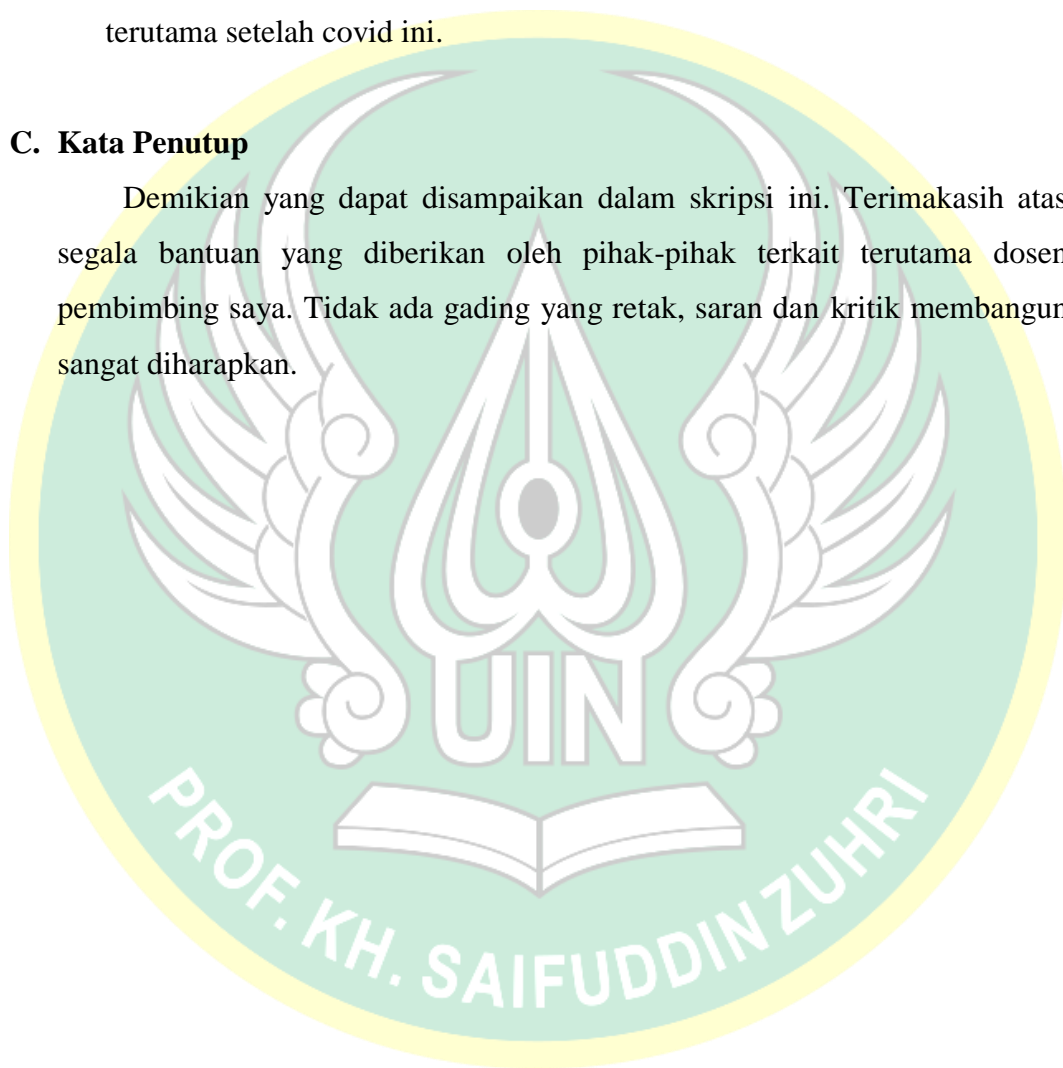 terutama setelah covid ini.
C. Kata Penutup
Demikian yang dapat disampaikan dalam skripsi ini. Terimakasih atas
segala bantuan yang diberikan oleh pihak-pihak terkait terutama dosen
pembimbing saya. Tidak ada gading yang retak, saran dan kritik membangun
sangat diharapkan.
UIN
PROF. KH. SAIFUDDIN ZUHRI